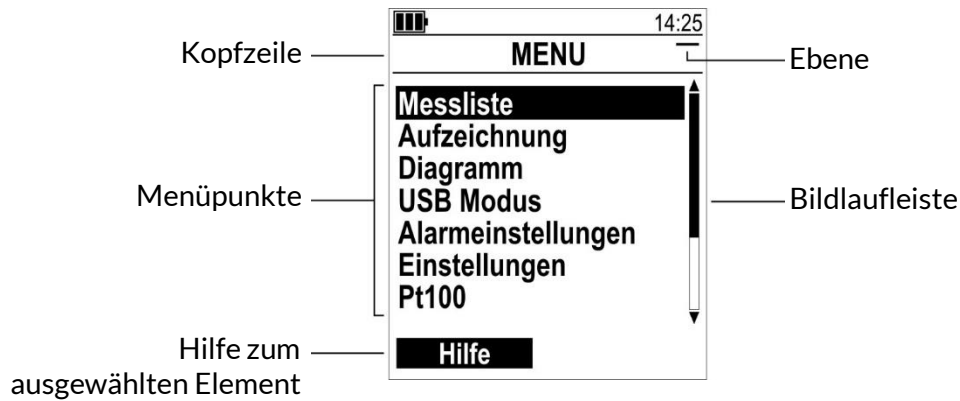 14:25
Kopfzeile
MENU
Ebene
Messliste
Aufzeichnung
Diagramm
Menüpunkte
USB Modus
Bildlaufleiste
Alarmeinstellungen
Einstellungen
Pt100
Hilfe zum
ausgewählten Element
Hilfe